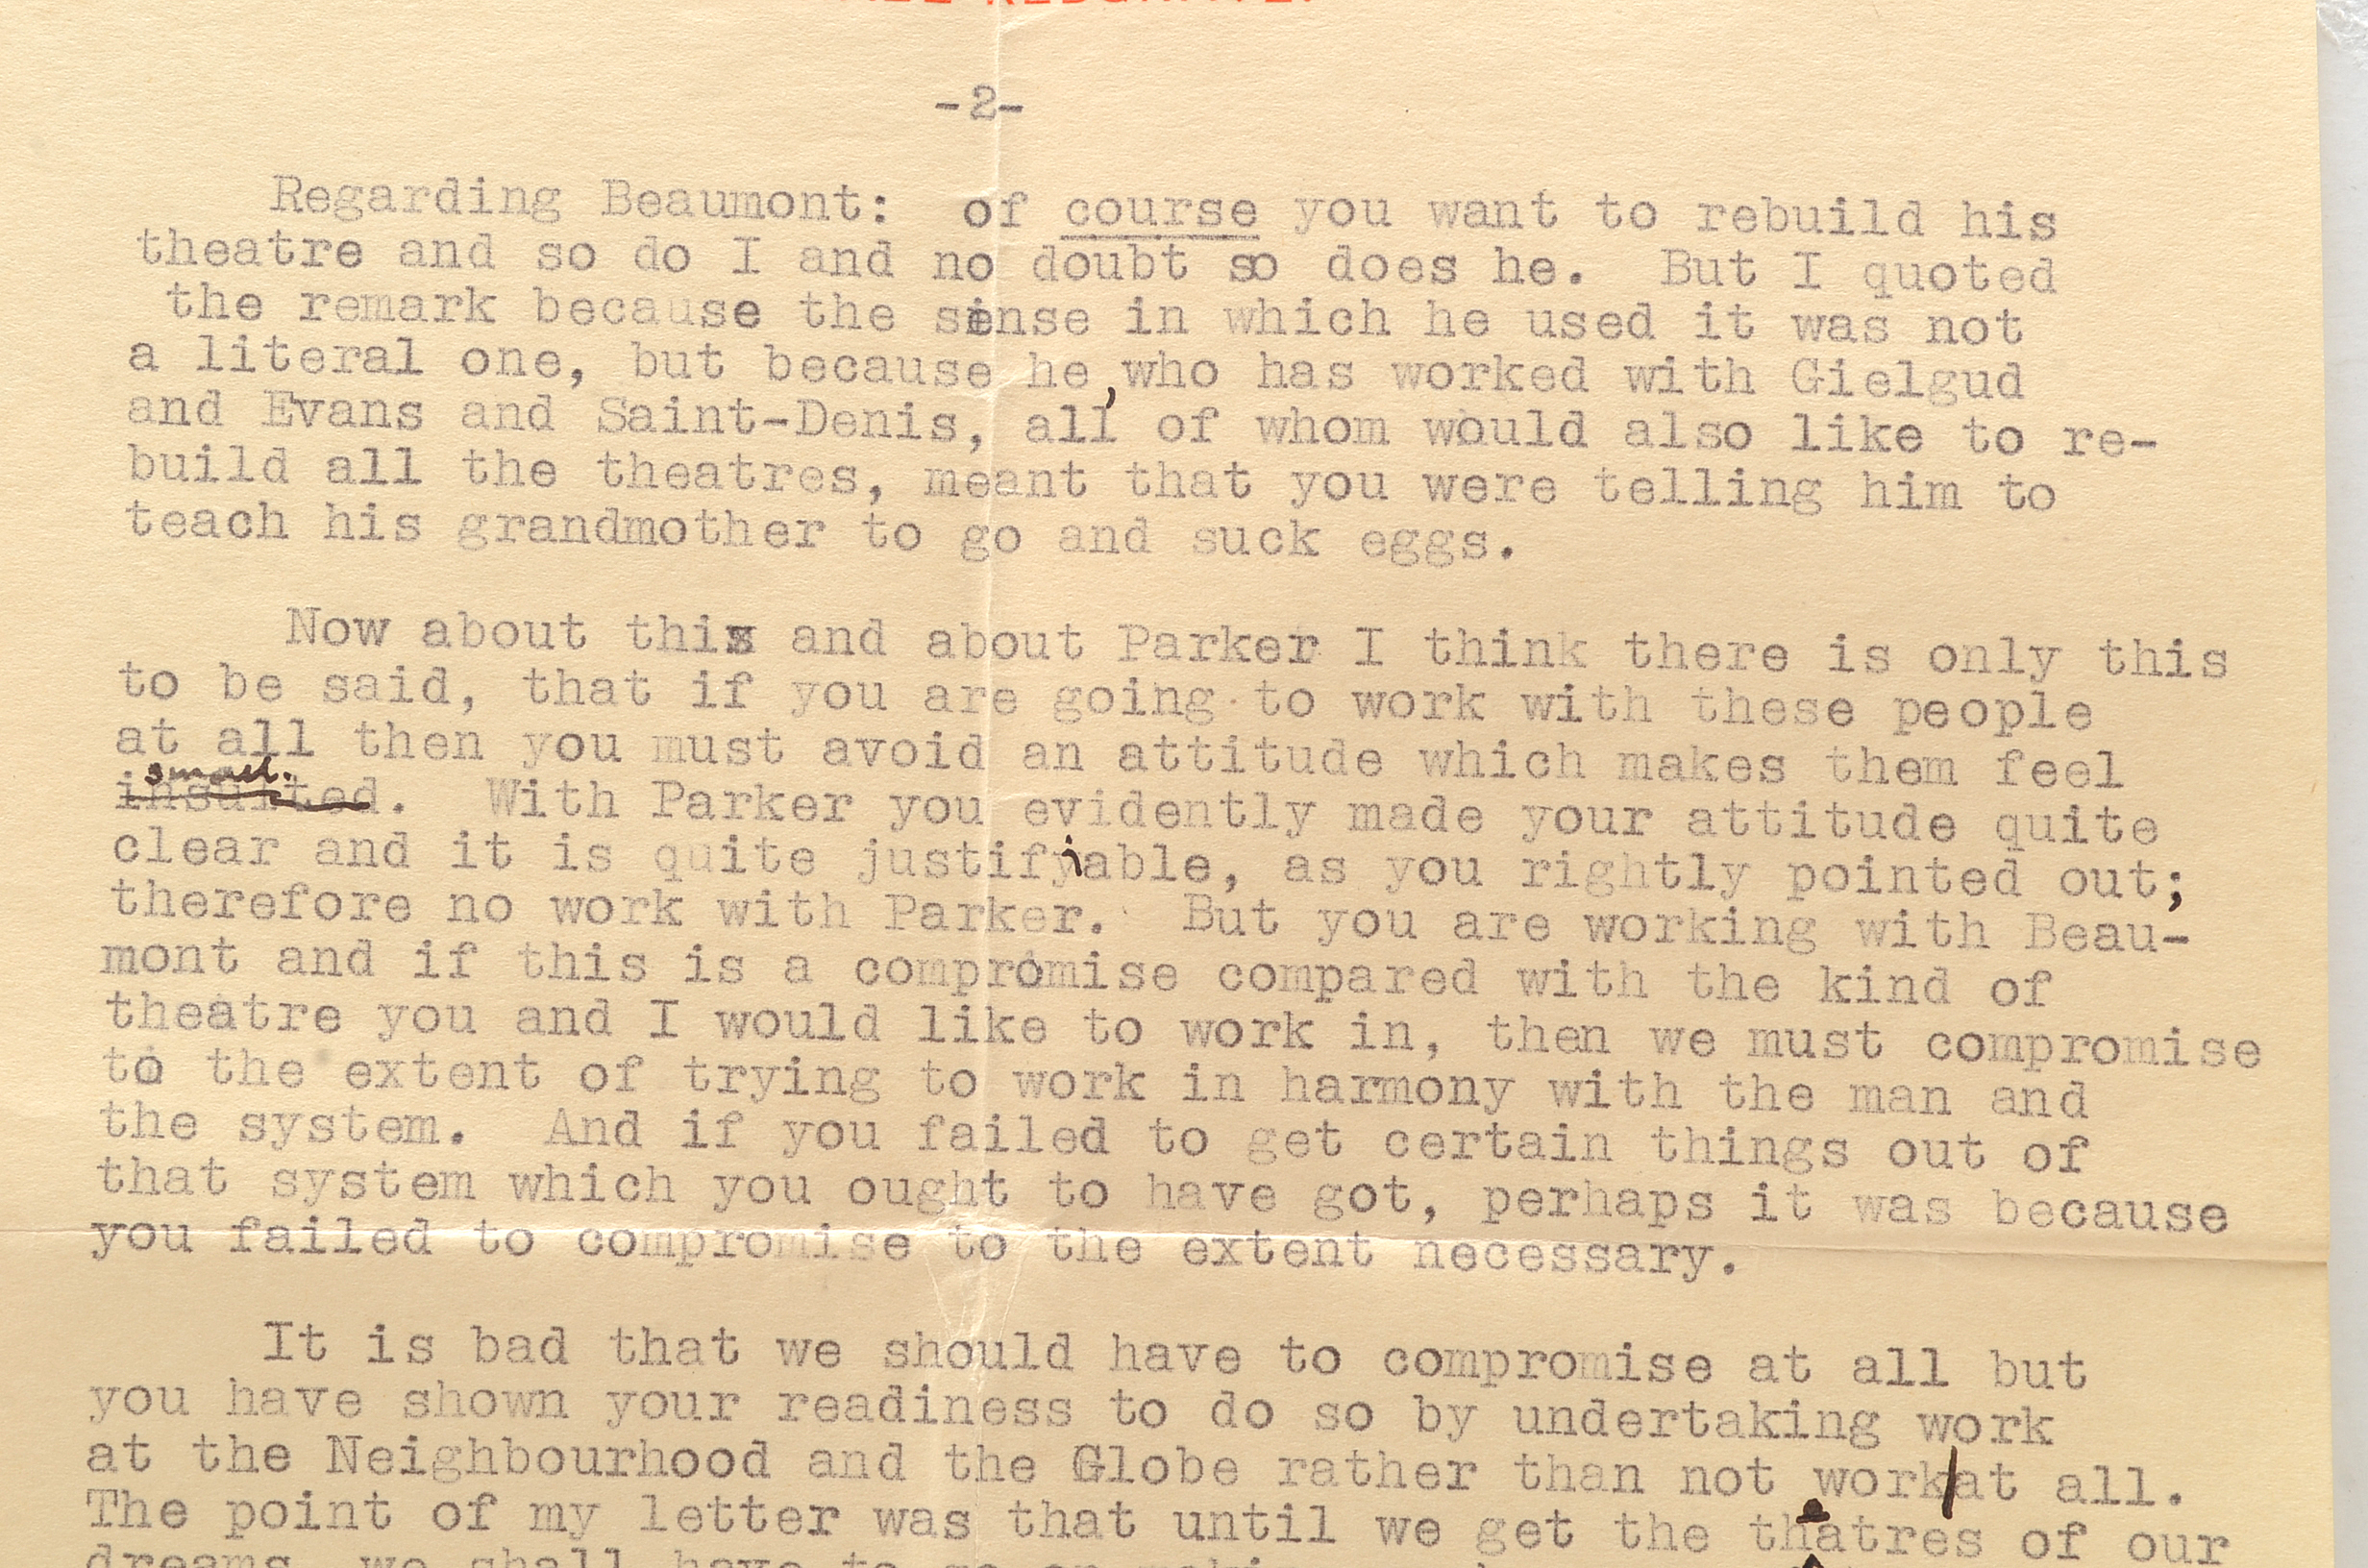 -2-
Regarding Beaumont: of course you want to rebuild his
theatre and so do I and no doubt so does he. But I quoted
the remark because the sense in which he used it was not
a literal one, but because he, who has worked with Gielgud
and Evans and Saint-Denis, all of whom would also like to re-
build all the theatres, meant that you were telling him to
teach his grandmother to go and suck eggs.
Now about this and about Parker I think there is only this
to be said, that if you are going to work with these people
at all then you must avoid an attitude which makes them feel
small.
insulted. With Parker you evidently made your attitude quite
clear and it is quite justifiable, as you rightly pointed out;
therefore no work with Parker. But you are working with Beau-
mont and if this is a compromise compared with the kind of
theatre you and I would like to work in, then we must compromise
to the extent of trying to work in harmony with the man and
the system. And if you failed to get certain things out of
that system which you ought to have got, perhaps it was because
you failed to compromise to the extent necessary.
It is bad that we should have to compromise at all but
you have shown your readiness to do so by undertaking work
at the Neighbourhood and the Globe rather than not work/at all.
The point of my letter was that until we get the theatres of our
dreams, we shall have to go on